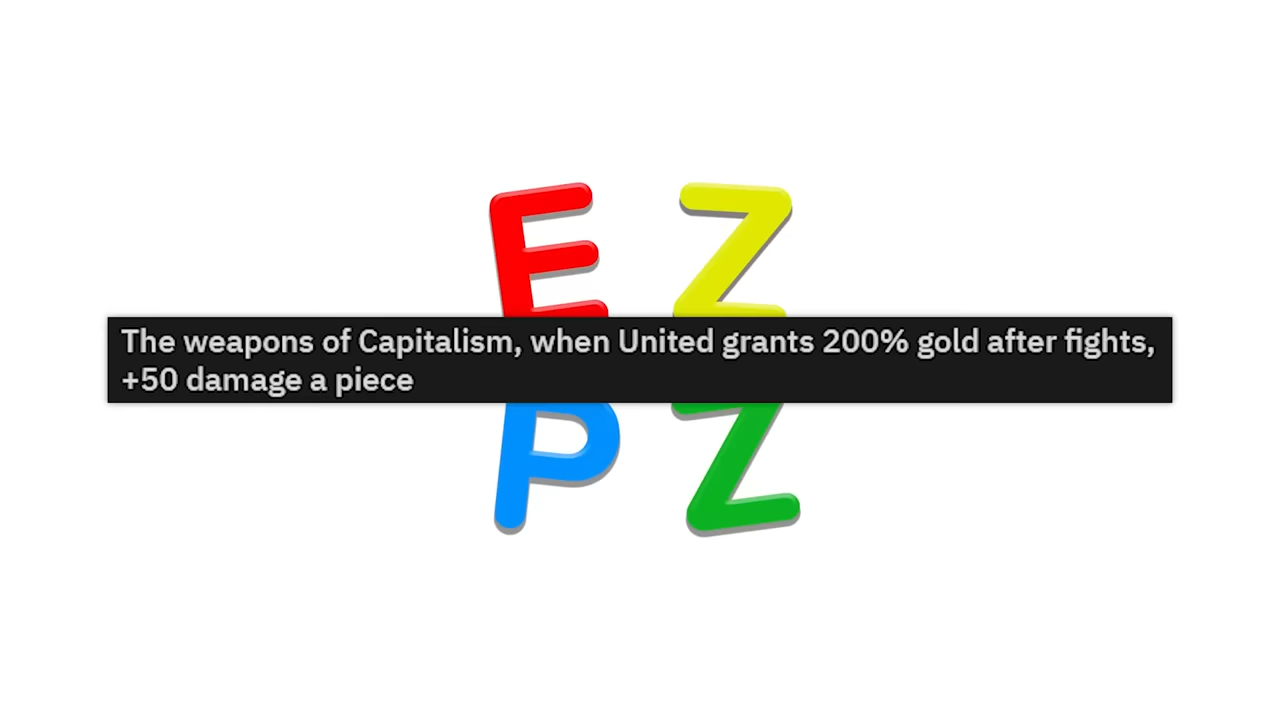 E Z
The weapons of Capitalism, when United grants 200% gold after fights,
+50 damage a piece
P Z